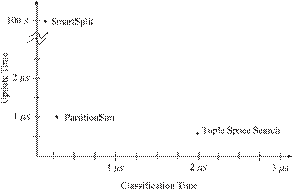 100 s
SmartSplit
Update Time
2 μs
1 μs
PartitionSort
Tuple Space Search
1 μs
2 μs
3 μs
Classification Time